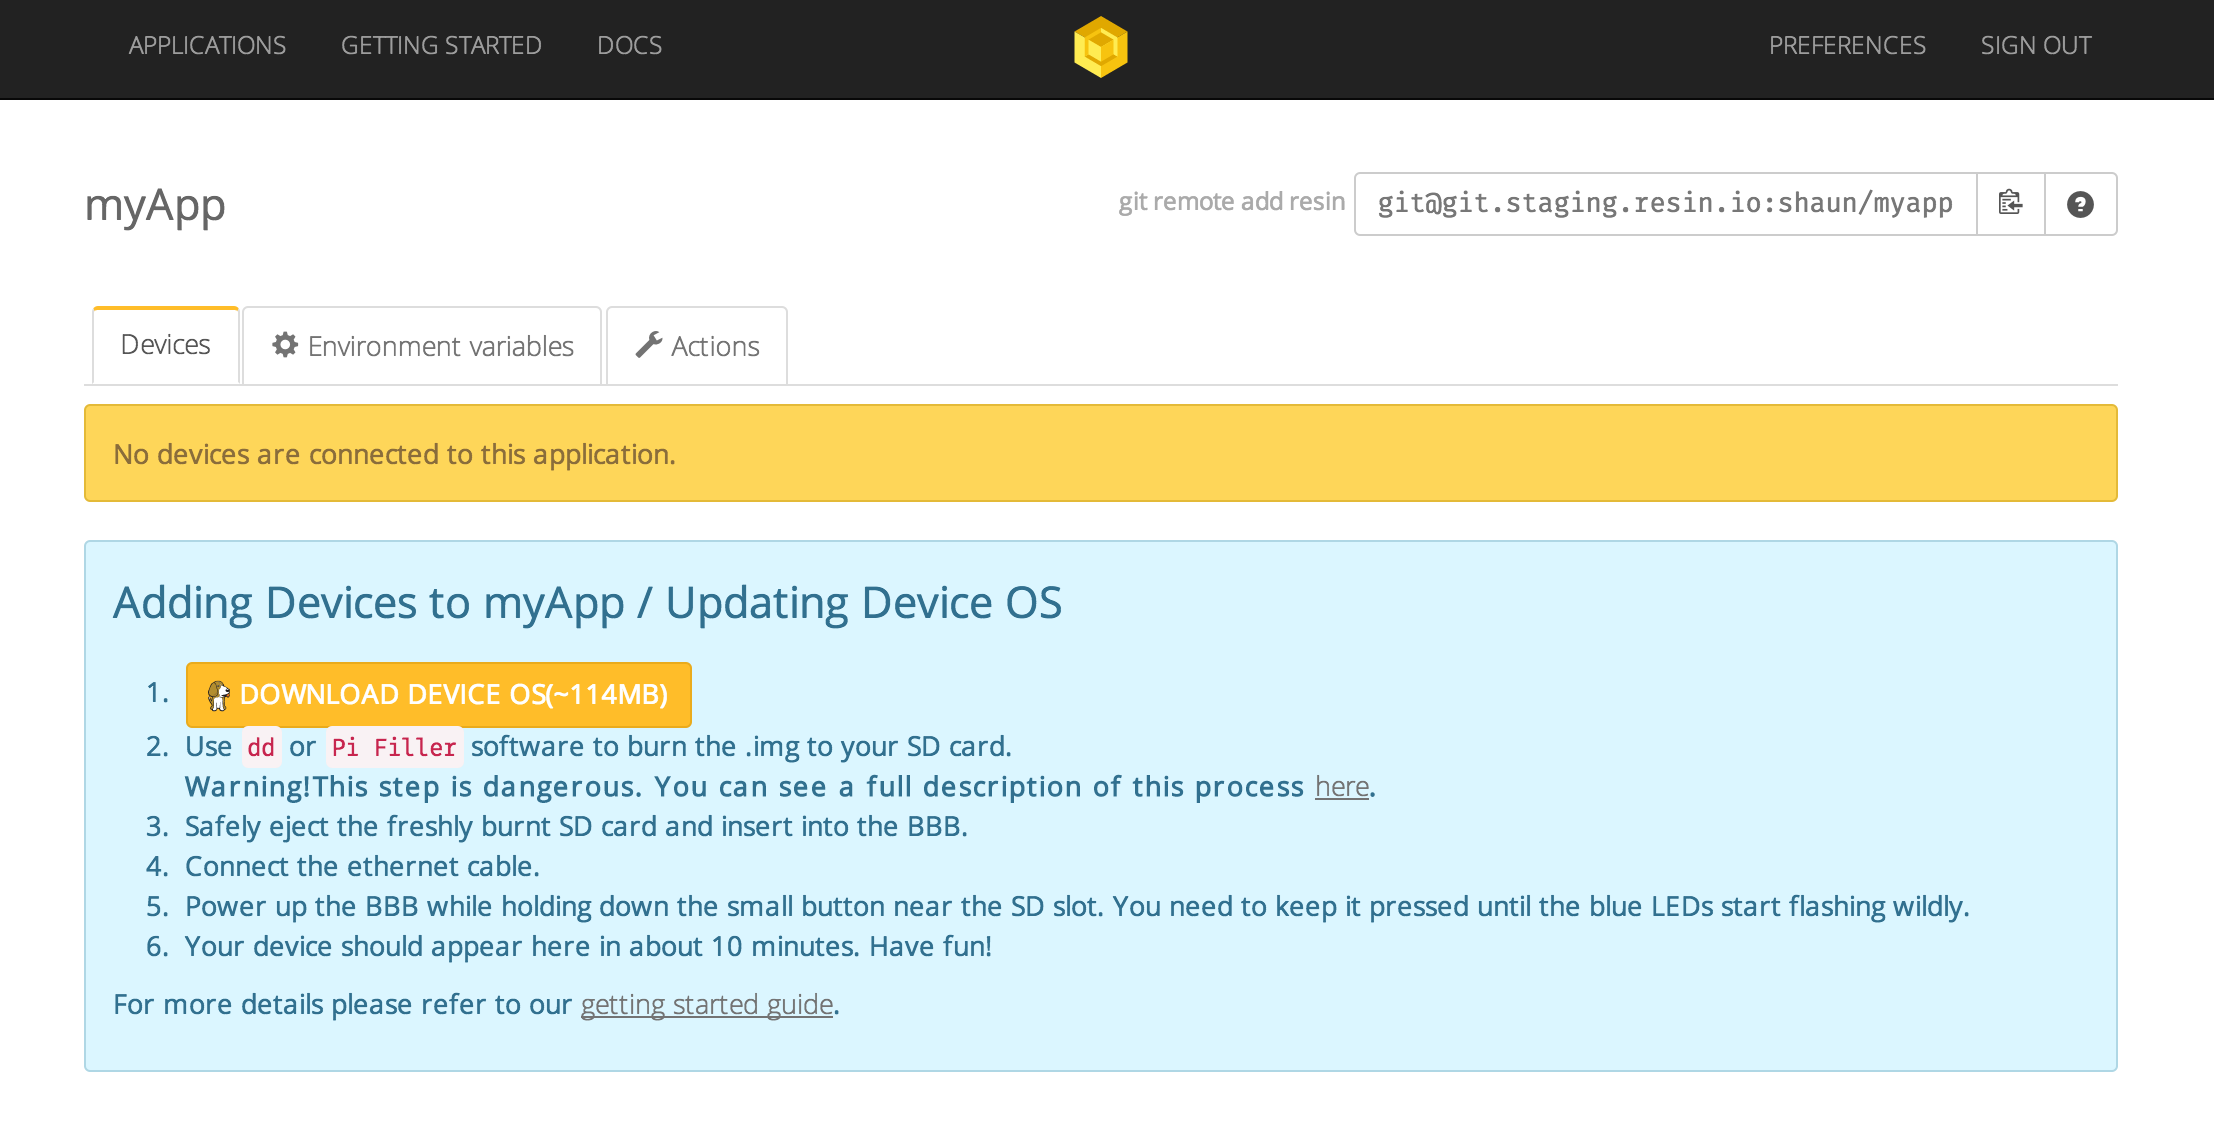 APPLICATIONS GETTING STARTED DOCS PREFERENCES SIGN OUT
myApp
git remote add resin git@git.staging.resin.io:shaun/myapp
Devices Environment variables Actions
No devices are connected to this application.
Adding Devices to myApp / Updating Device OS
1. DOWNLOAD DEVICE OS(~114MB)
2. Use dd or Pi Filler software to burn the .img to your SD card.
Warning!This step is dangerous. You can see a full description of this process here.
3. Safely eject the freshly burnt SD card and insert into the BBB.
4. Connect the ethernet cable.
5. Power up the BBB while holding down the small button near the SD slot. You need to keep it pressed until the blue LEDs start flashing wildly.
6. Your device should appear here in about 10 minutes. Have fun!
For more details please refer to our getting started guide.